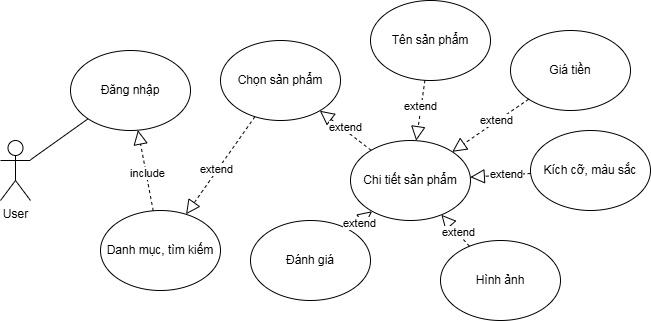 Tên sản phẩm
Giá tiền
Chọn sản phẩm
Đăng nhập
extend
extend
extend
extend
extend
extend
include
extend
extend
Kích cỡ, màu sắc
Chi tiết sản phẩm
User
Danh mục, tìm kiếm
Đánh giá
Hình ảnh